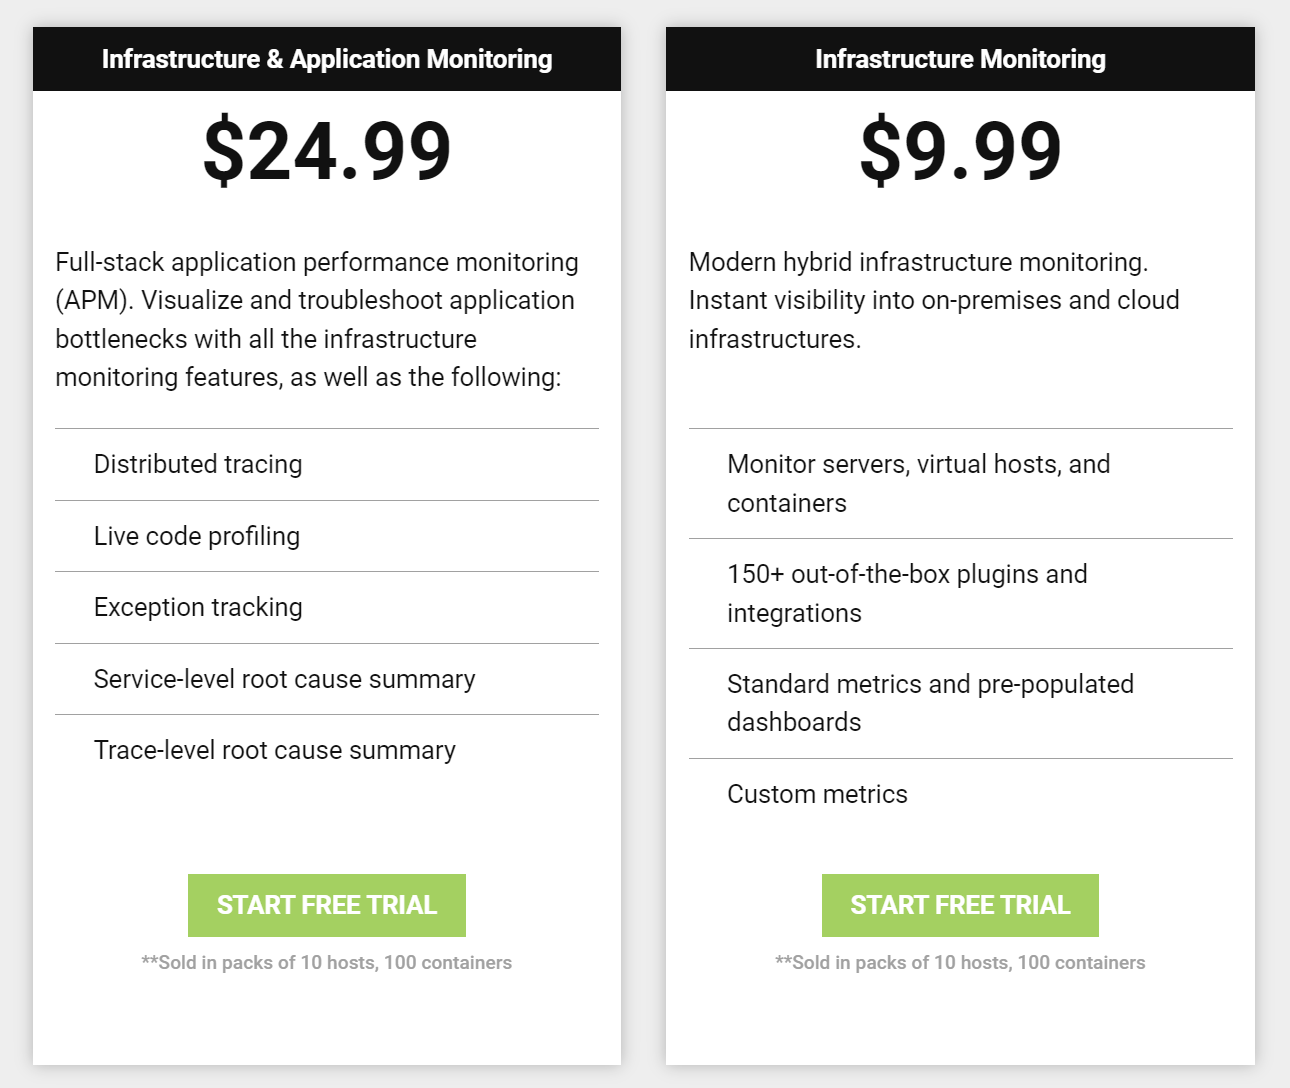 Infrastructure & Application Monitoring
$24.99
Full-stack application performance monitoring
(APM). Visualize and troubleshoot application
bottlenecks with all the infrastructure
monitoring features, as well as the following:
Distributed tracing
Live code profiling
Exception tracking
Service-level root cause summary
Trace-level root cause summary
START FREE TRIAL
**Sold in packs of 10 hosts, 100 containers
Infrastructure Monitoring
$9.99
Modern hybrid infrastructure monitoring.
Instant visibility into on-premises and cloud
infrastructures.
Monitor servers, virtual hosts, and
containers
150+ out-of-the-box plugins and
integrations
Standard metrics and pre-populated
dashboards
Custom metrics
START FREE TRIAL
**Sold in packs of 10 hosts, 100 containers